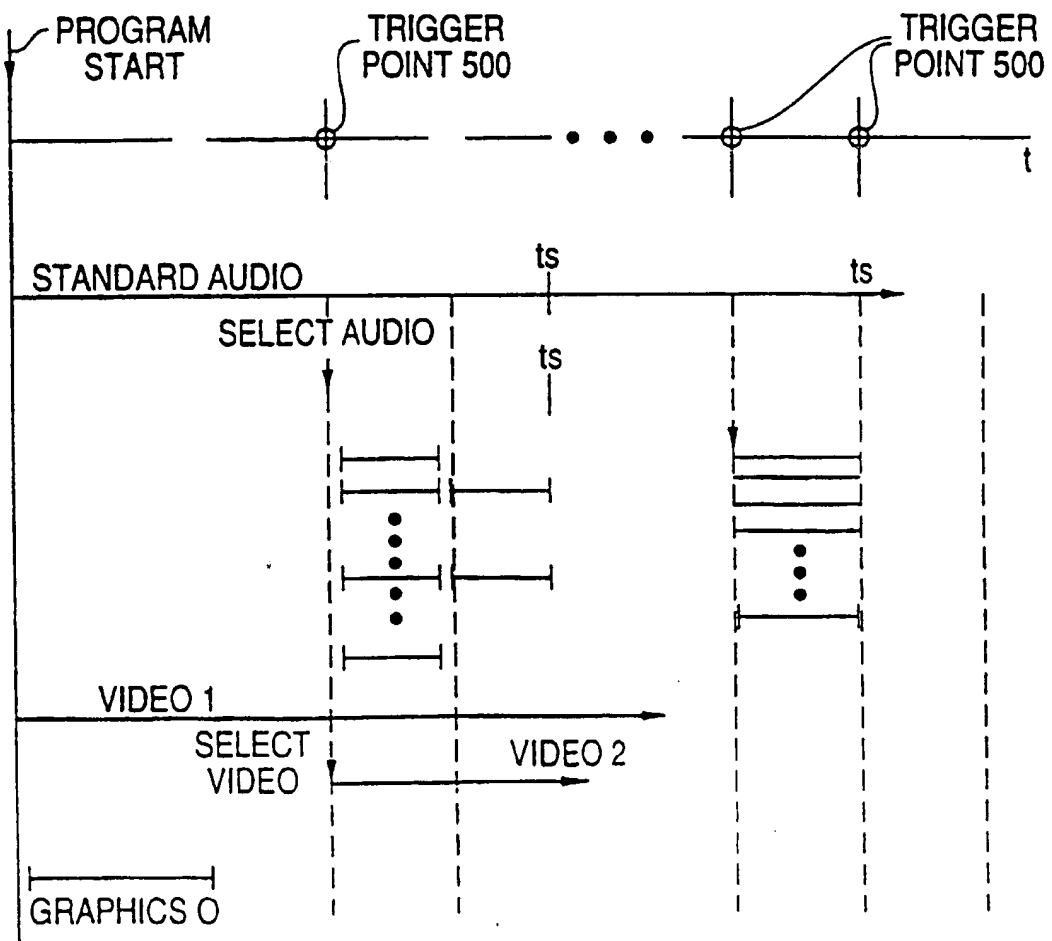 PROGRAM
START
TRIGGER
POINT 500
TRIGGER
POINT 500
t
STANDARD AUDIO
ts
ts
SELECT AUDIO
ts
VIDEO 1
SELECT
VIDEO
VIDEO 2
GRAPHICS O